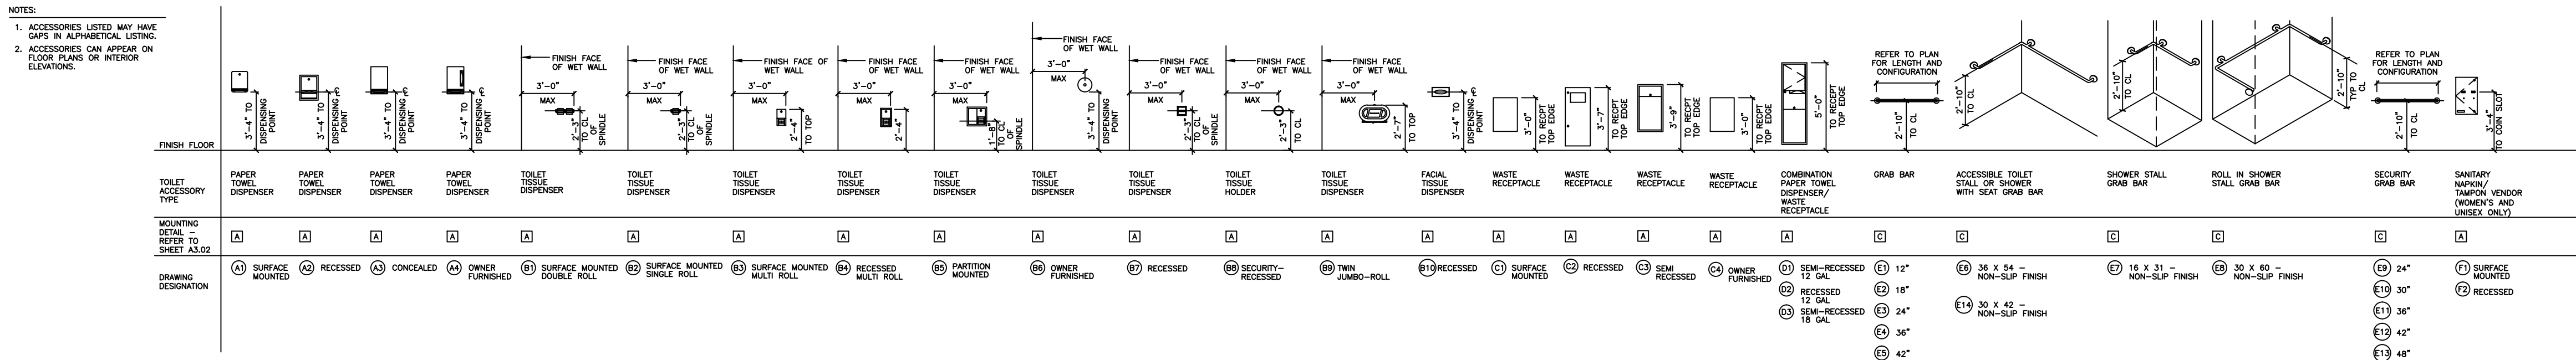 NOTES:
1. ACCESSORIES LISTED MAY HAVE
GAPS IN ALPHABETICAL LISTING.
2. ACCESSORIES CAN APPEAR ON
FLOOR PLANS OR INTERIOR
ELEVATIONS.
FINISH FLOOR
3'-4" TO
DISPENSING
POINT
3'-4" TO
DISPENSING
POINT
3'-4" TO
DISPENSING
POINT
3'-4" TO
DISPENSING
POINT
FINISH FACE
OF WET WALL
3'-0"
MAX
2'-3"
TO CL
OF
SPINDLE
FINISH FACE
OF WET WALL
3'-0"
MAX
2'-3"
TO CL
OF
SPINDLE
FINISH FACE OF
WET WALL
3'-0"
MAX
2'-4"
TO TOP
FINISH FACE
OF WET WALL
3'-0"
MAX
2'-4"
FINISH FACE
OF WET WALL
3'-0"
MAX
1'-8"
TO CL
OF
SPINDLE
FINISH FACE
OF WET WALL
3'-0"
MAX
3'-4" TO
DISPENSING
POINT
FINISH FACE
OF WET WALL
3'-0"
MAX
2'-3"
TO CL
OF
SPINDLE
FINISH FACE
OF WET WALL
3'-0"
MAX
2'-3"
TO CL
FINISH FACE
OF WET WALL
3'-0"
MAX
2'-7"
TO TOP
3'-4" TO
DISPENSING
POINT
3'-0"
TO RECPT
TOP EDGE
3'-7"
TO RECPT
TOP EDGE
3'-9"
TO RECPT
TOP EDGE
3'-0"
TO RECPT
TOP EDGE
5'-0"
TO RECEPT
TOP EDGE
REFER TO PLAN
FOR LENGTH AND
CONFIGURATION
2'-10"
TO CL
2'-10"
TO CL
2'-10"
TO CL
2'-10"
TYP TO
CL
REFER TO PLAN
FOR LENGTH AND
CONFIGURATION
2'-10"
TO CL
3'-4"
TO COIN SLOT
TOILET
ACCESSORY
TYPE
PAPER
TOWEL
DISPENSER
PAPER
TOWEL
DISPENSER
PAPER
TOWEL
DISPENSER
PAPER
TOWEL
DISPENSER
TOILET
TISSUE
DISPENSER
TOILET
TISSUE
DISPENSER
TOILET
TISSUE
DISPENSER
TOILET
TISSUE
DISPENSER
TOILET
TISSUE
DISPENSER
TOILET
TISSUE
DISPENSER
TOILET
TISSUE
DISPENSER
TOILET
TISSUE
HOLDER
TOILET
TISSUE
DISPENSER
FACIAL
TISSUE
DISPENSER
WASTE
RECEPTACLE
WASTE
RECEPTACLE
WASTE
RECEPTACLE
WASTE
RECEPTACLE
COMBINATION
PAPER TOWEL
DISPENSER/
WASTE
RECEPTACLE
GRAB BAR
ACCESSIBLE TOILET
STALL OR SHOWER
WITH SEAT GRAB BAR
SHOWER STALL
GRAB BAR
ROLL IN SHOWER
STALL GRAB BAR
SECURITY
GRAB BAR
SANITARY
NAPKIN/
TAMPON VENDOR
(WOMEN'S AND
UNISEX ONLY)
MOUNTING
DETAIL –
REFER TO
SHEET A3.02
A A A A A A A A A A A A A A A A A A A C C C C C A
DRAWING
DESIGNATION
A1 SURFACE
MOUNTED
A2 RECESSED
A3 CONCEALED
A4 OWNER
FURNISHED
B1 SURFACE MOUNTED
DOUBLE ROLL
B2 SURFACE MOUNTED
SINGLE ROLL
B3 SURFACE MOUNTED
MULTI ROLL
B4 RECESSED
MULTI ROLL
B5 PARTITION
MOUNTED
B6 OWNER
FURNISHED
B7 RECESSED
B8 SECURITY–
RECESSED
B9 TWIN
JUMBO–ROLL
B10 RECESSED
C1 SURFACE
MOUNTED
C2 RECESSED
C3 SEMI
RECESSED
C4 OWNER
FURNISHED
D1 SEMI–RECESSED
12 GAL
D2 RECESSED
12 GAL
D3 SEMI–RECESSED
18 GAL
E1 12"
E2 18"
E3 24"
E4 36"
E5 42"
E6 36 X 54 –
NON–SLIP FINISH
E14 30 X 42 –
NON–SLIP FINISH
E7 16 X 31 –
NON–SLIP FINISH
E8 30 X 60 –
NON–SLIP FINISH
E9 24"
E10 30"
E11 36"
E12 42"
E13 48"
F1 SURFACE
MOUNTED
F2 RECESSED